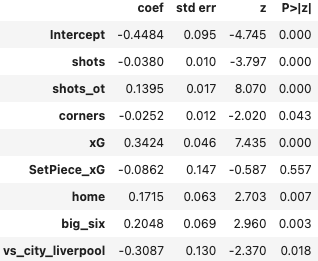 coef std err z P>|z|
Intercept -0.4484 0.095 -4.745 0.000
shots -0.0380 0.010 -3.797 0.000
shots_ot 0.1395 0.017 8.070 0.000
corners -0.0252 0.012 -2.020 0.043
xG 0.3424 0.046 7.435 0.000
SetPiece_xG -0.0862 0.147 -0.587 0.557
home 0.1715 0.063 2.703 0.007
big_six 0.2048 0.069 2.960 0.003
vs_city_liverpool -0.3087 0.130 -2.370 0.018